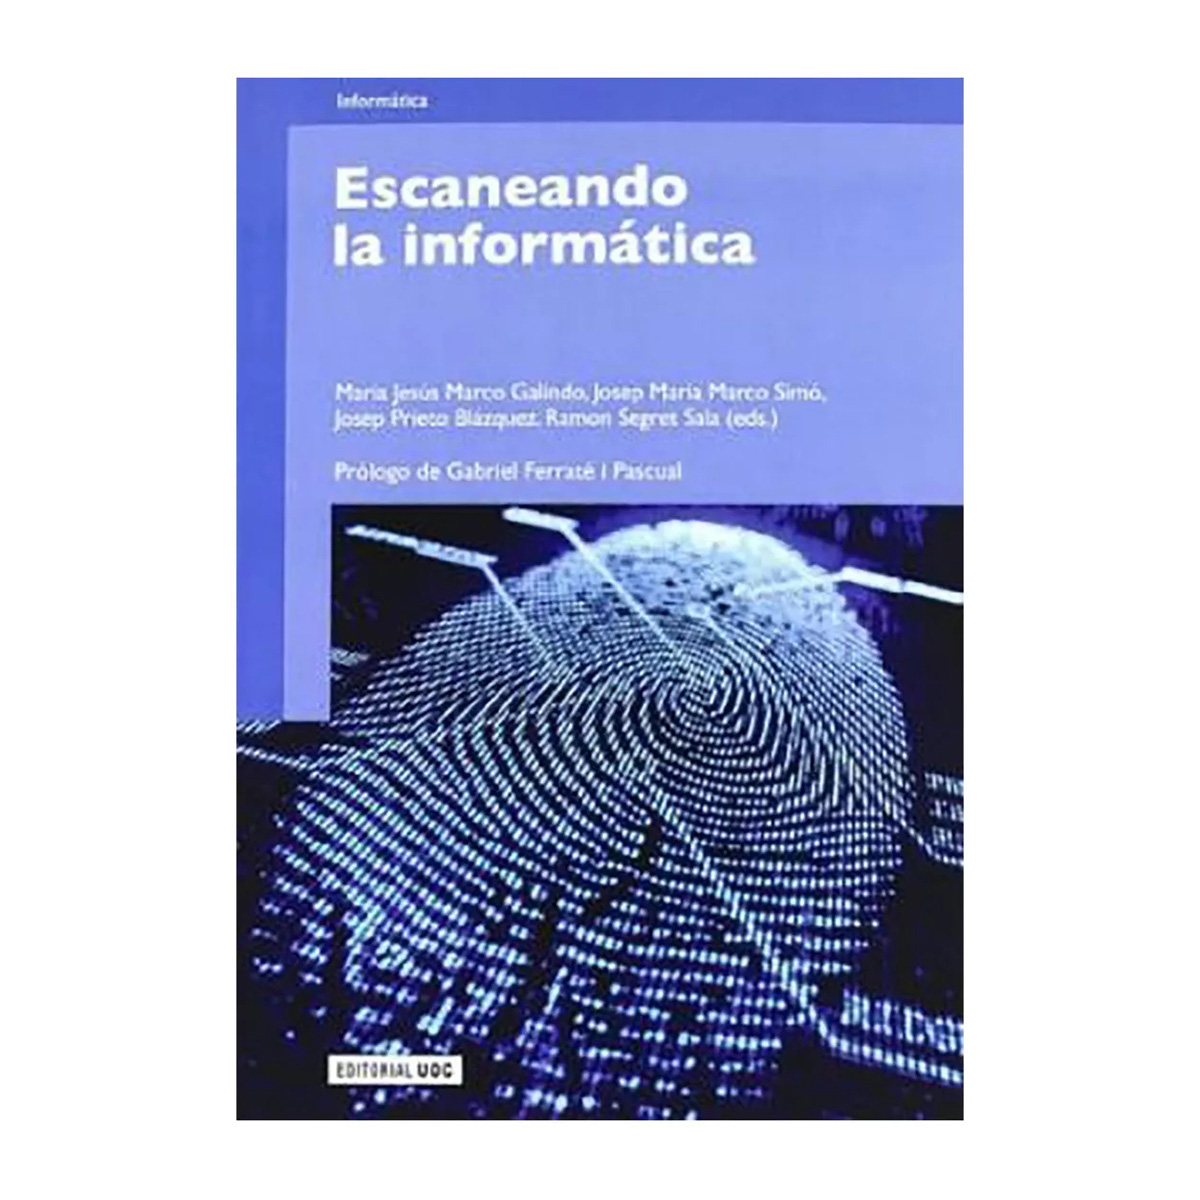 Informática
Escaneando
la informática
María Jesús Marco Galindo, Josep Maria Marco Simó,
Josep Prieto Blázquez, Ramon Segret Sala (eds.)
Prólogo de Gabriel Ferraté i Pascual
EDITORIAL UOC